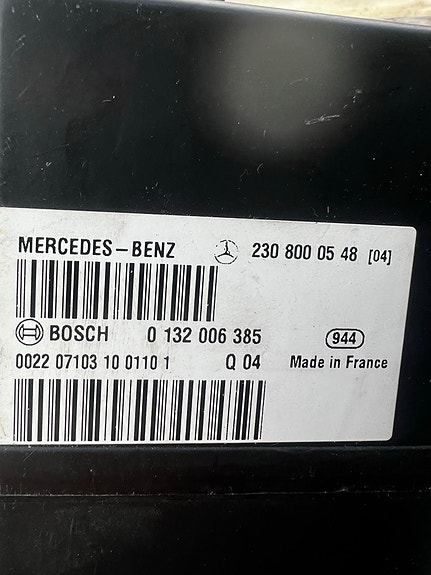 MERCEDES-BENZ 230 800 05 48 [04]
BOSCH 0 132 006 385 944
0022 07103 10 0110 1 Q 04 Made in France